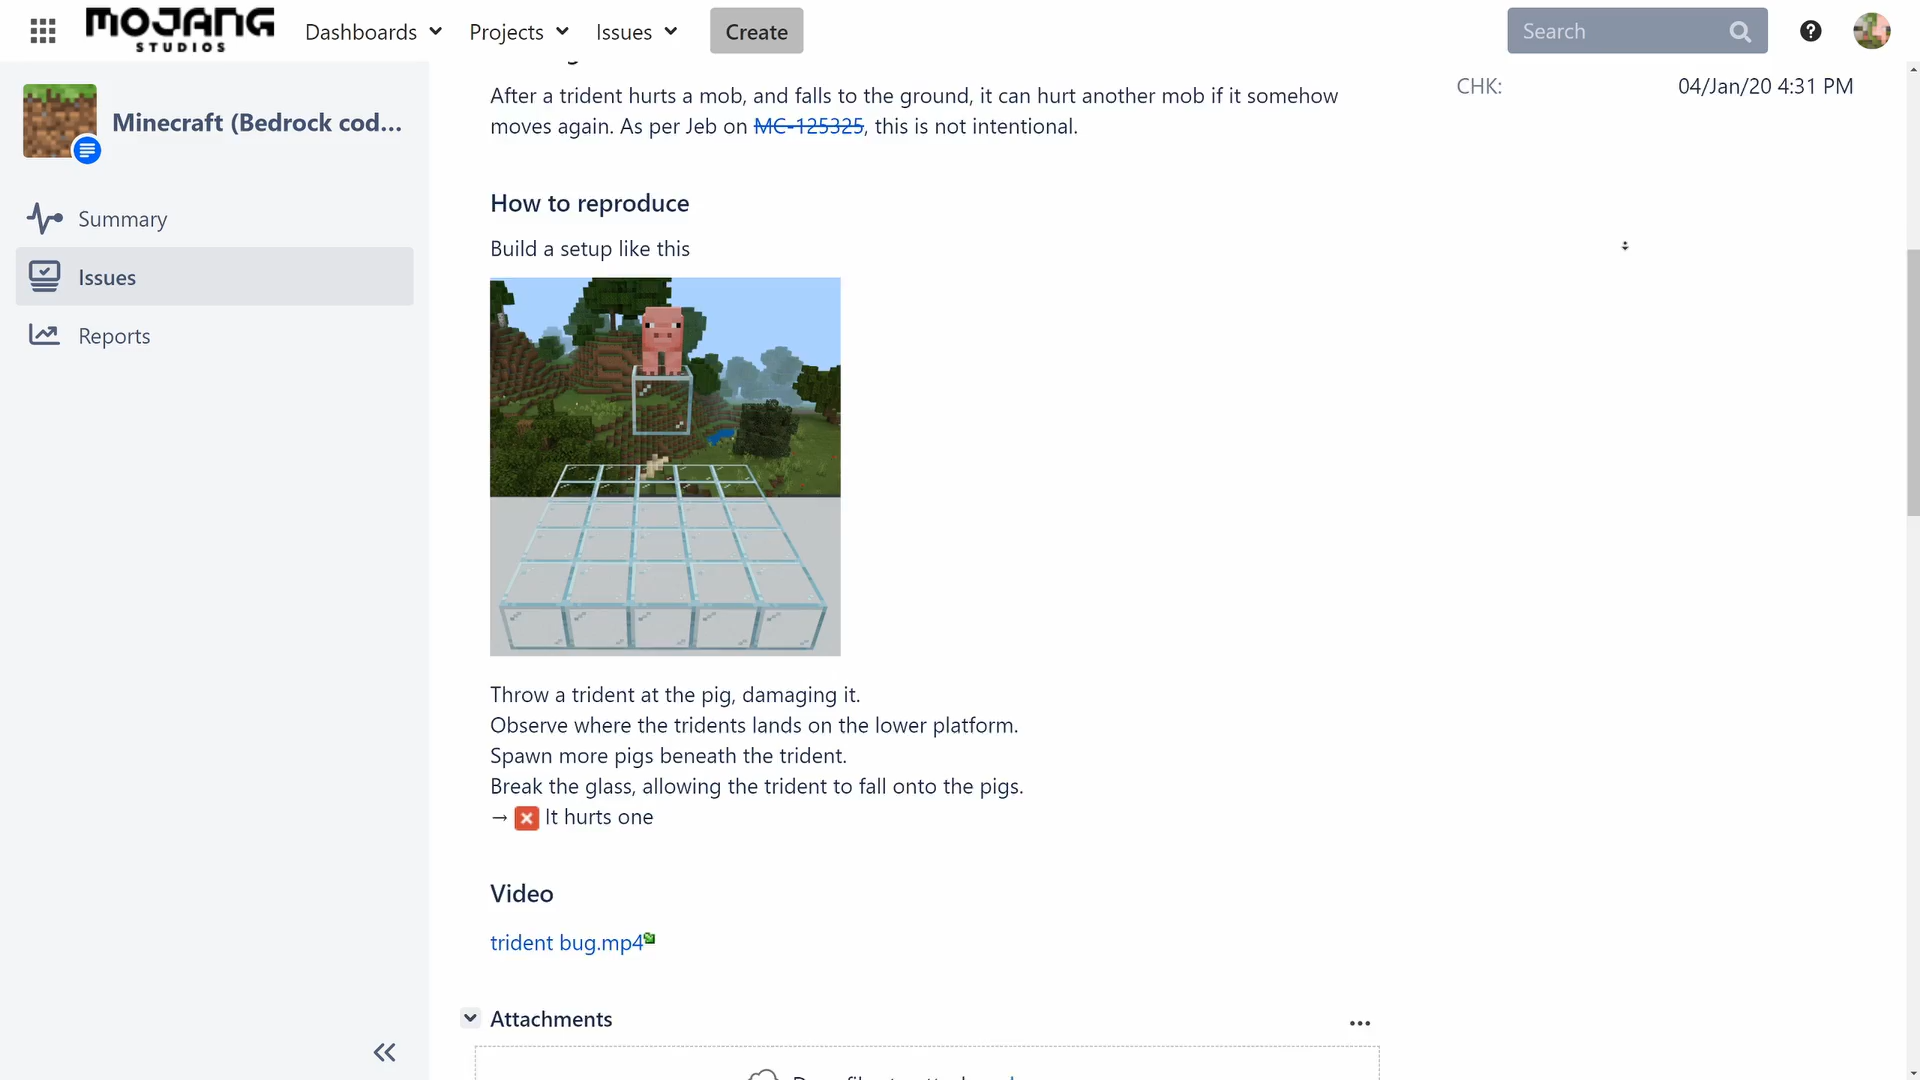 MOJANG
STUDIOS
Dashboards
Projects
Issues
Create
Search
Minecraft (Bedrock cod...
Summary
Issues
Reports
After a trident hurts a mob, and falls to the ground, it can hurt another mob if it somehow
moves again. As per Jeb on MC-125325, this is not intentional.
How to reproduce
Build a setup like this
Throw a trident at the pig, damaging it.
Observe where the tridents lands on the lower platform.
Spawn more pigs beneath the trident.
Break the glass, allowing the trident to fall onto the pigs.
→ ❌ It hurts one
Video
trident bug.mp4
Attachments
CHK:
04/Jan/20 4:31 PM